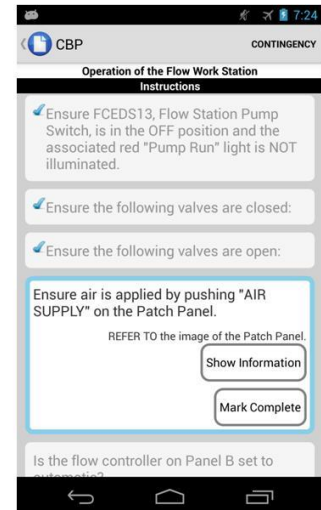 7:24
CBP
CONTINGENCY
Operation of the Flow Work Station
Instructions
Ensure FCEDS13, Flow Station Pump
Switch, is in the OFF position and the
associated red "Pump Run" light is NOT
illuminated.
Ensure the following valves are closed:
Ensure the following valves are open:
Ensure air is applied by pushing "AIR
SUPPLY" on the Patch Panel.
REFER TO the image of the Patch Panel.
Show Information
Mark Complete
Is the flow controller on Panel B set to
automatic?